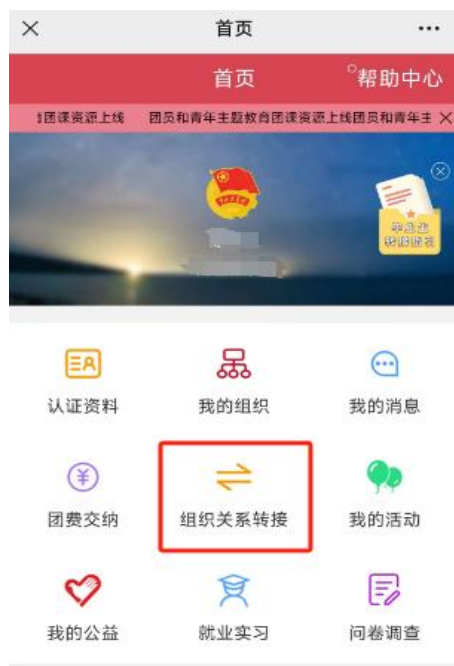 首页
首页
帮助中心
团课资源上线 团员和青年主题教育团课资源上线团员和青年主
学社衔
认证资料 我的组织 我的消息
团费交纳 组织关系转接 我的活动
我的公益 就业实习 问卷调查